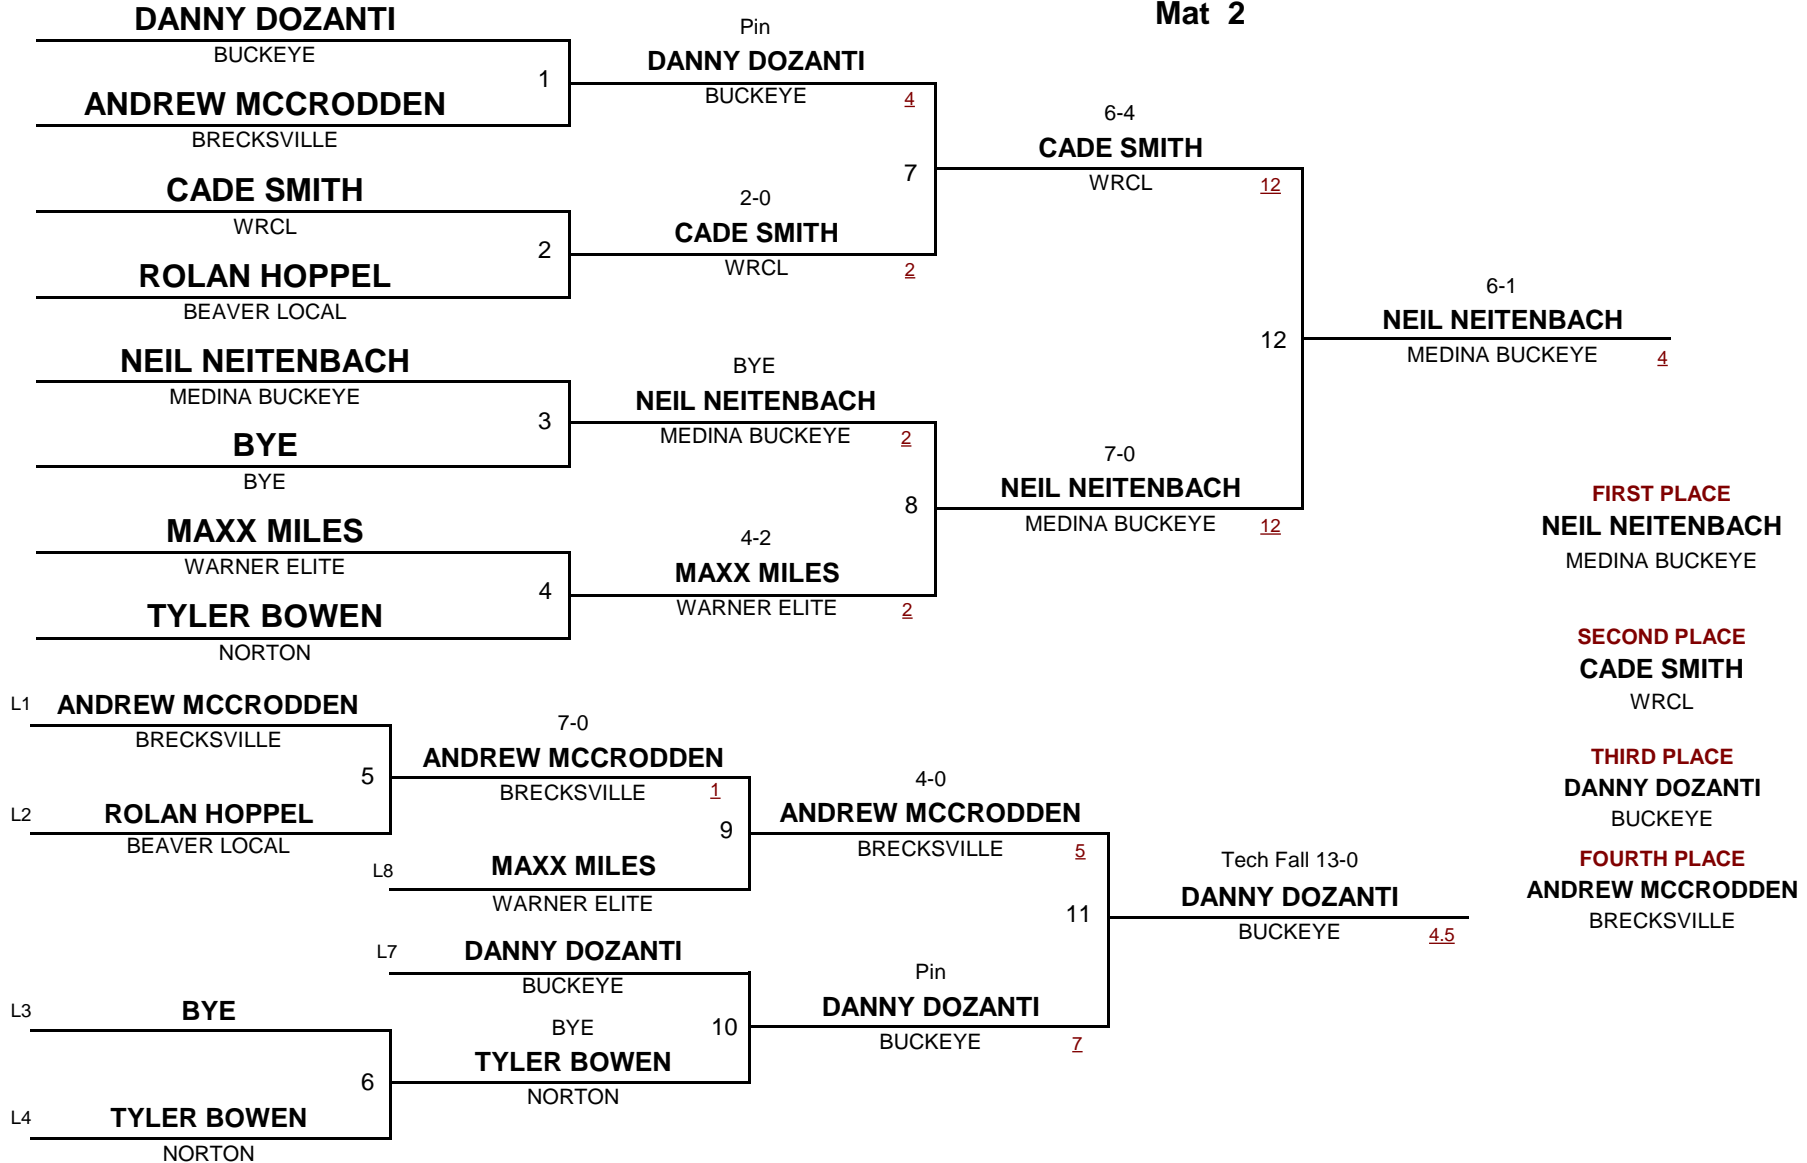 Mat 2
DANNY DOZANTI
BUCKEYE
1
ANDREW MCCRODDEN
BRECKSVILLE
Pin
DANNY DOZANTI
BUCKEYE 4
CADE SMITH
WRCL
2
ROLAN HOPPEL
BEAVER LOCAL
2-0
CADE SMITH
WRCL 2
7
6-4
CADE SMITH
WRCL 12
NEIL NEITENBACH
MEDINA BUCKEYE
3
BYE
BYE
BYE
NEIL NEITENBACH
MEDINA BUCKEYE 2
MAXX MILES
WARNER ELITE
4
TYLER BOWEN
NORTON
4-2
MAXX MILES
WARNER ELITE 2
8
7-0
NEIL NEITENBACH
MEDINA BUCKEYE 12
12
6-1
NEIL NEITENBACH
MEDINA BUCKEYE 4
L1 ANDREW MCCRODDEN
BRECKSVILLE
5
L2 ROLAN HOPPEL
BEAVER LOCAL
7-0
ANDREW MCCRODDEN
BRECKSVILLE 1
9
L8 MAXX MILES
WARNER ELITE
4-0
ANDREW MCCRODDEN
BRECKSVILLE 5
L7 DANNY DOZANTI
BUCKEYE
L3 BYE
6
L4 TYLER BOWEN
NORTON
BYE
TYLER BOWEN
NORTON
10
Pin
DANNY DOZANTI
BUCKEYE 7
11
Tech Fall 13-0
DANNY DOZANTI
BUCKEYE 4.5
FIRST PLACE
NEIL NEITENBACH
MEDINA BUCKEYE
SECOND PLACE
CADE SMITH
WRCL
THIRD PLACE
DANNY DOZANTI
BUCKEYE
FOURTH PLACE
ANDREW MCCRODDEN
BRECKSVILLE